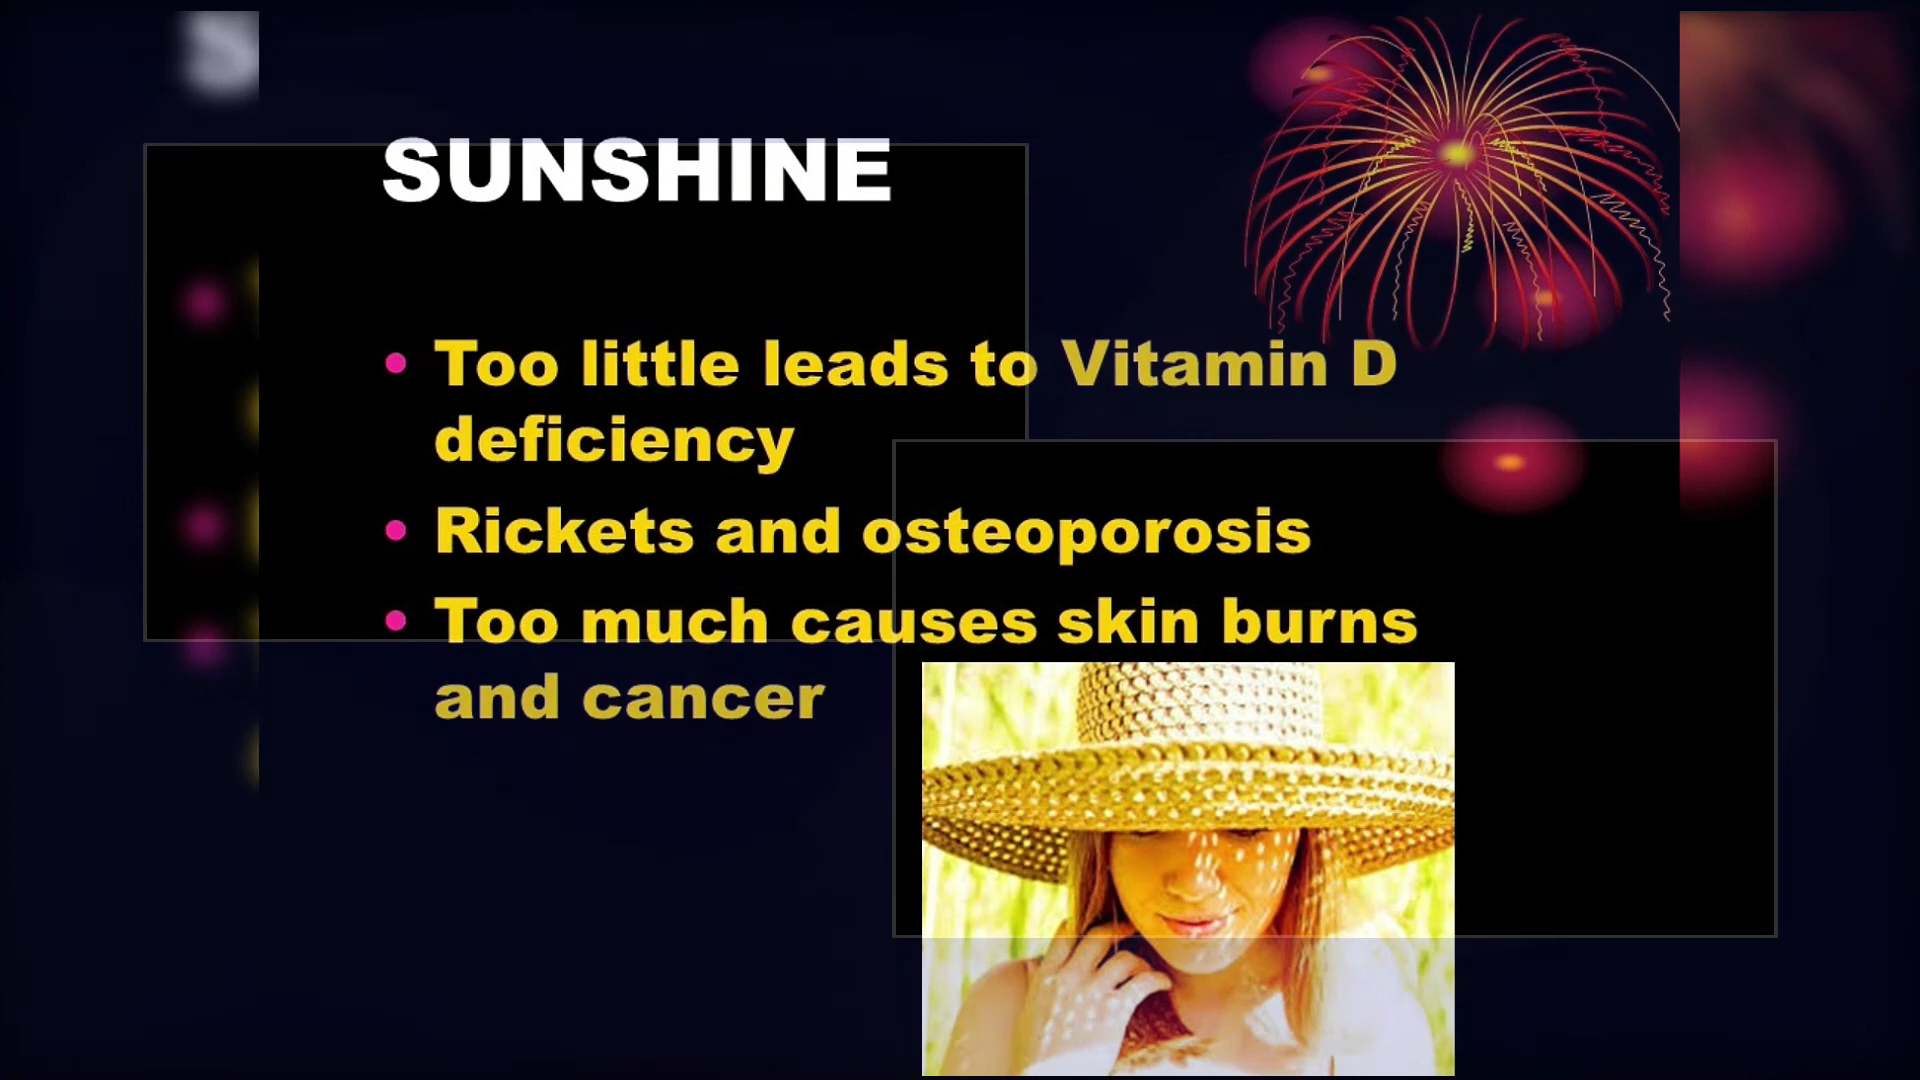 SUNSHINE
• Too little leads to Vitamin D
deficiency
• Rickets and osteoporosis
• Too much causes skin burns
and cancer